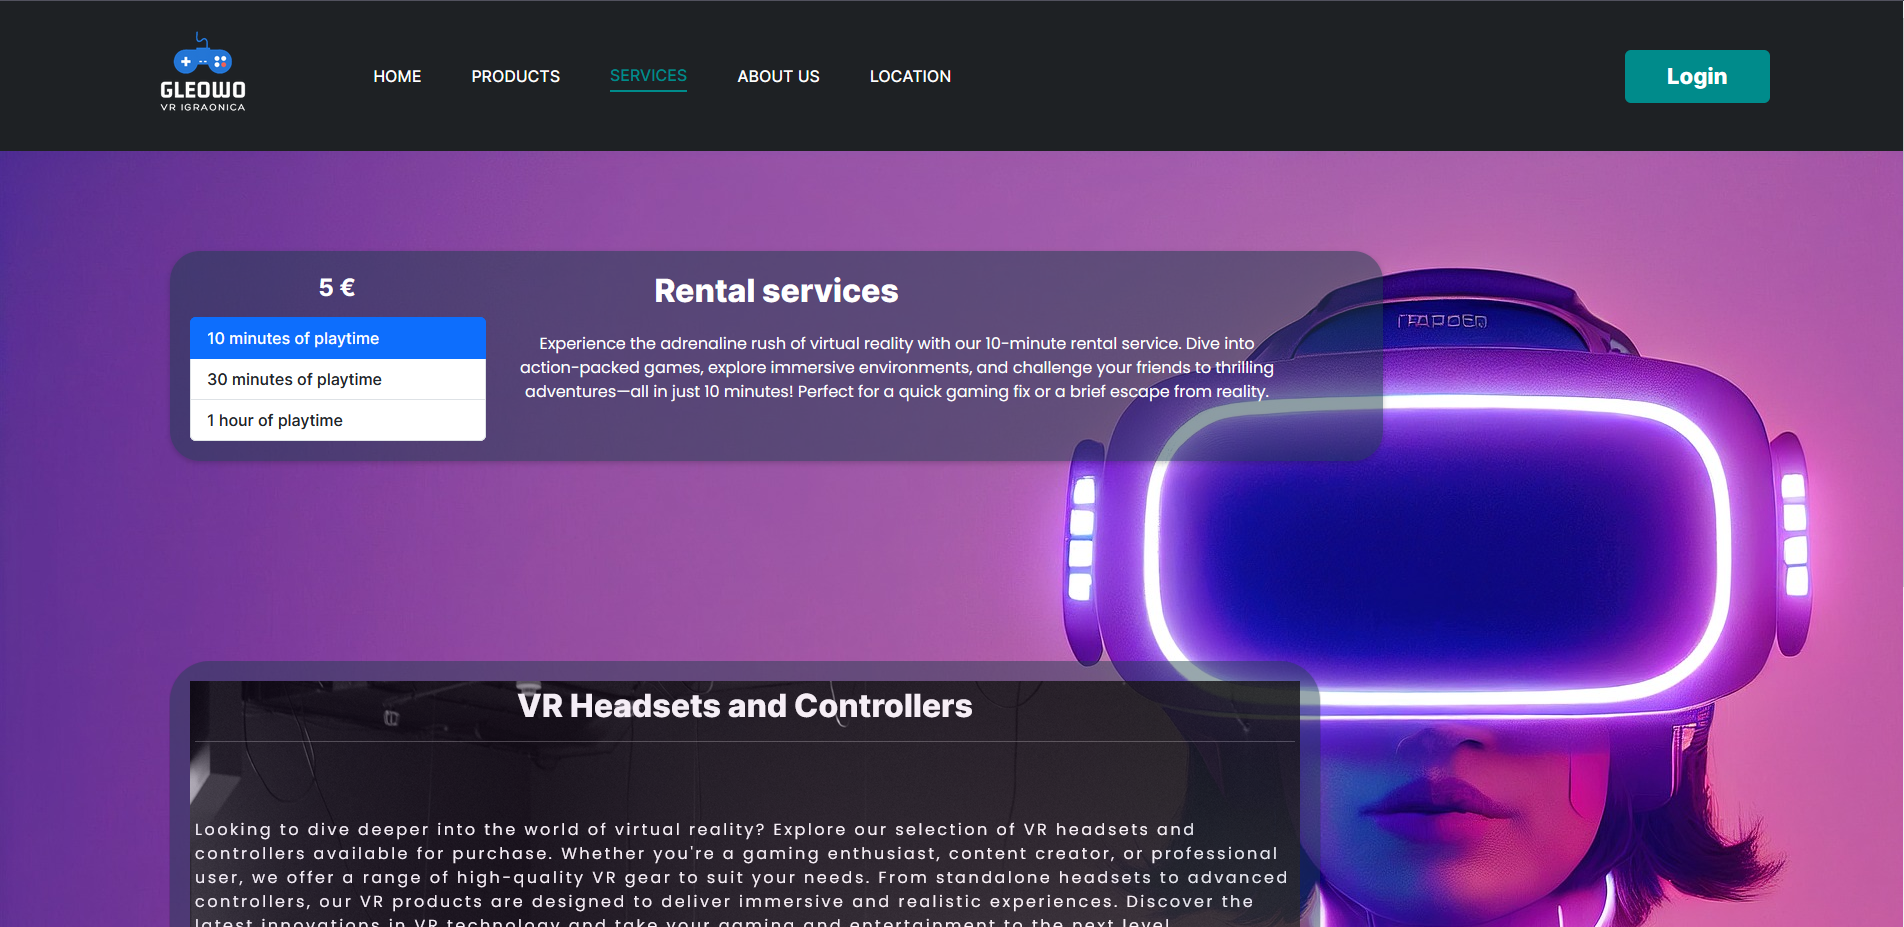 GLEOWO
VR IGRAONICA
HOME
PRODUCTS
SERVICES
ABOUT US
LOCATION
Login
5 €
10 minutes of playtime
30 minutes of playtime
1 hour of playtime
Rental services
Experience the adrenaline rush of virtual reality with our 10-minute rental service. Dive into
action-packed games, explore immersive environments, and challenge your friends to thrilling
adventures—all in just 10 minutes! Perfect for a quick gaming fix or a brief escape from reality.
VR Headsets and Controllers
Looking to dive deeper into the world of virtual reality? Explore our selection of VR headsets and
controllers available for purchase. Whether you're a gaming enthusiast, content creator, or professional
user, we offer a range of high-quality VR gear to suit your needs. From standalone headsets to advanced
controllers, our VR products are designed to deliver immersive and realistic experiences. Discover the
latest innovations in VR technology and take your gaming and entertainment to the next level.